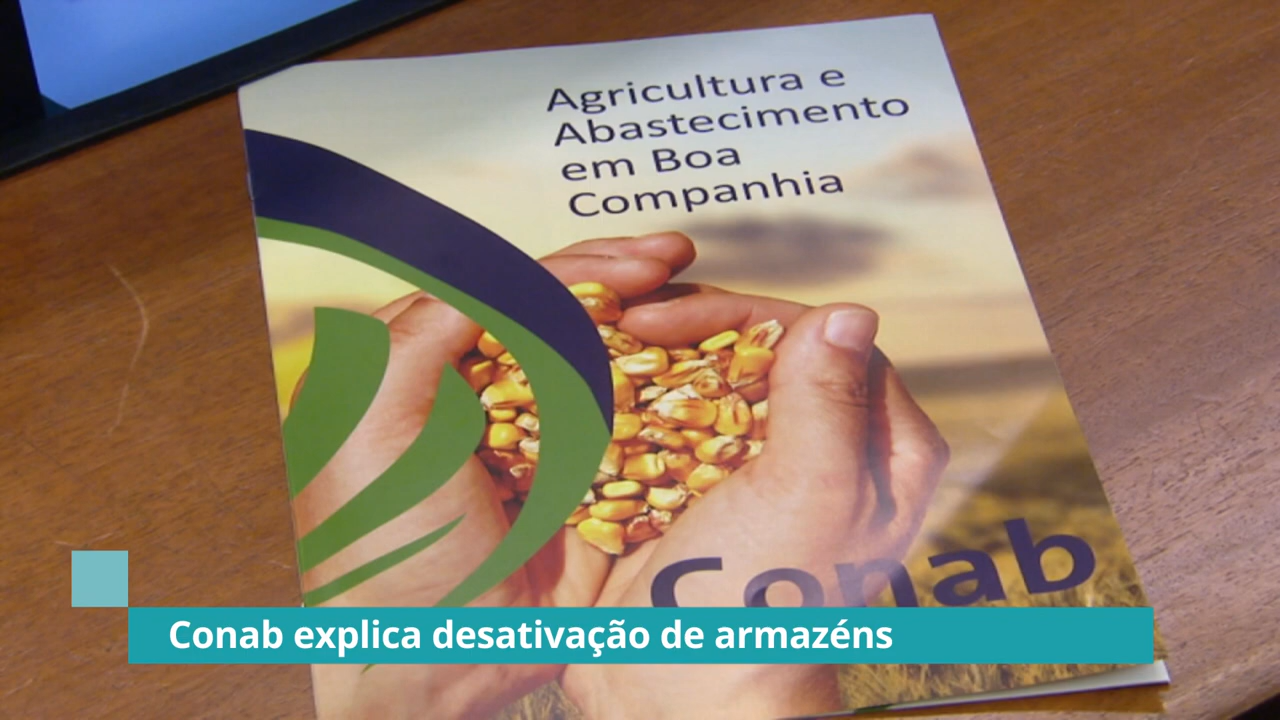 Agricultura e
Abastecimento
em Boa
Companhia
Conab
Conab explica desativação de armazéns